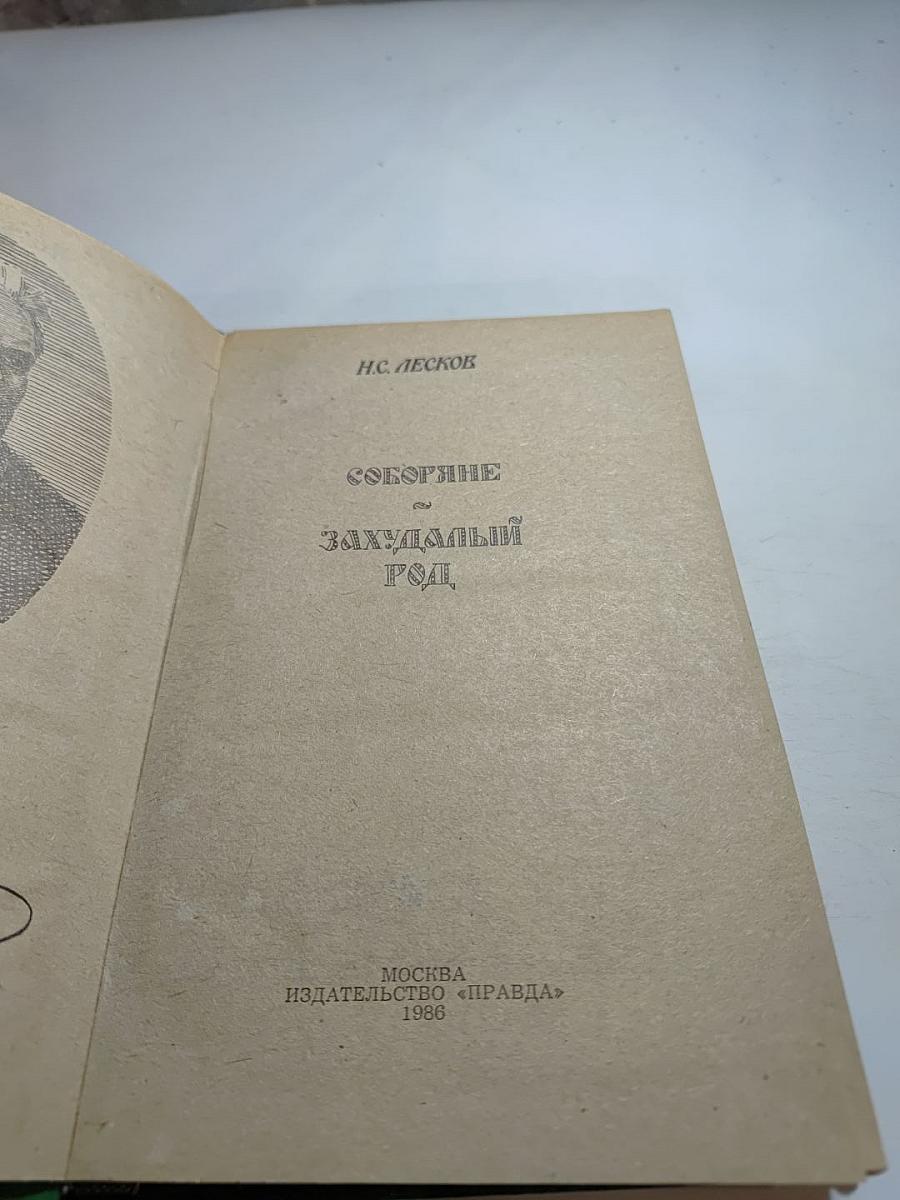 Н.С. ЛЕСКОВ
СОБОРЯНЕ
~
ЗАХУДАЛЫЙ
РОД
МОСКВА
ИЗДАТЕЛЬСТВО «ПРАВДА»
1986